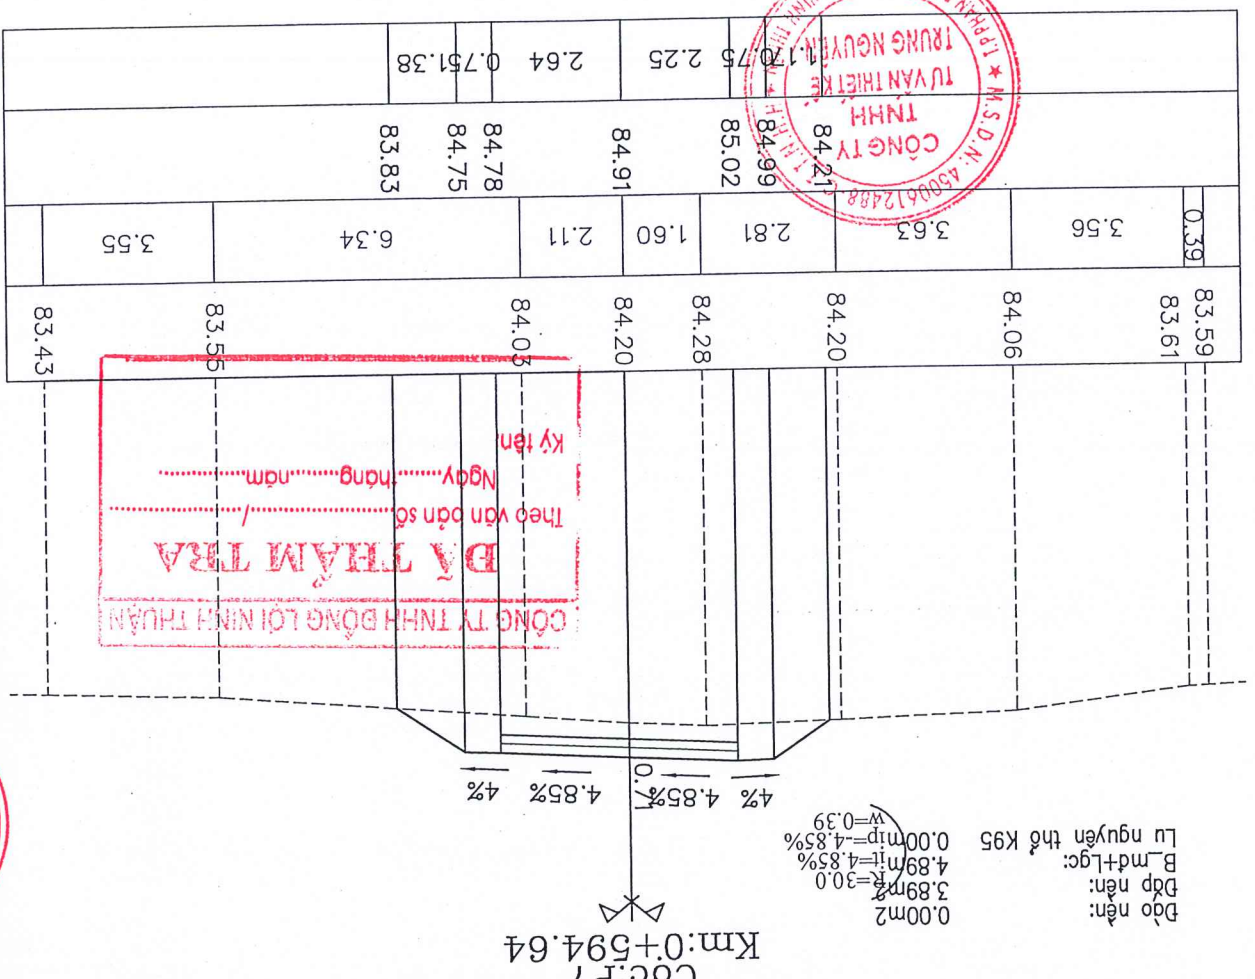 Km:0+594.64
Đào nền: 0.00m2
Đắp nền: 3.89m2
B_mđ+Lgc: 4.89m
Lu nguyên thổ K95 0.00m
R=30.0
it=4.85%
ip=-4.85%
w=0.39
4% 4.85% 0.71 4.85% 4%
CÔNG TY TNHH ĐỒNG LỢI NINH THUẬN
ĐÃ THẨM TRA
Theo văn bản số..................../....................
Ngày........tháng........năm................
Ký tên
83.59 83.61 84.06 84.20 84.28 84.20 84.03 83.55 83.43
0.39 3.56 3.63 2.81 1.60 2.11 6.34 3.55
84.21 84.99 85.02 84.91 84.78 84.75 83.83
1.17 0.75 2.25 2.64 0.75 1.38
M.S.D.N: 4500612488
CÔNG TY
TNHH
TƯ VẤN THIẾT KẾ
TRUNG NGUYÊN